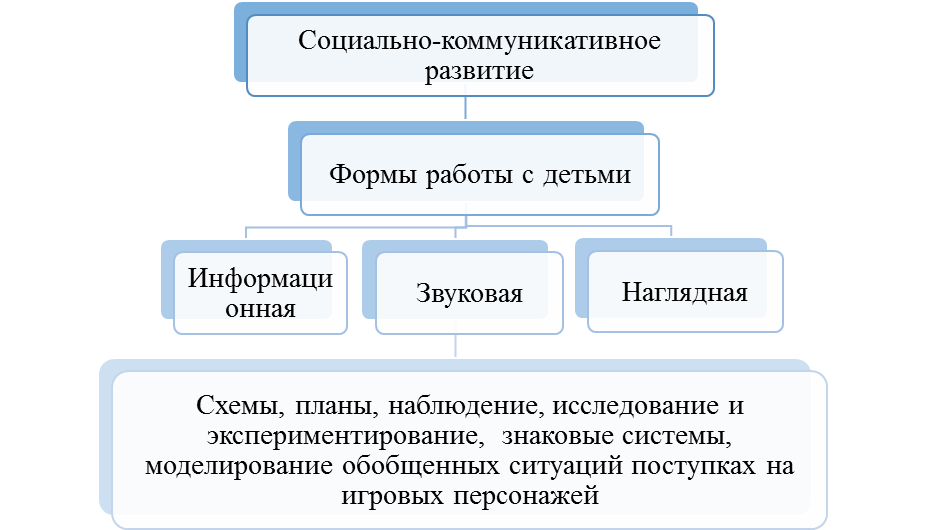 Социально-коммуникативное
развитие
Формы работы с детьми
Информаци
онная
Звуковая
Наглядная
Схемы, планы, наблюдение, исследование и
экспериментирование, знаковые системы,
моделирование обобщенных ситуаций поступках на
игровых персонажей